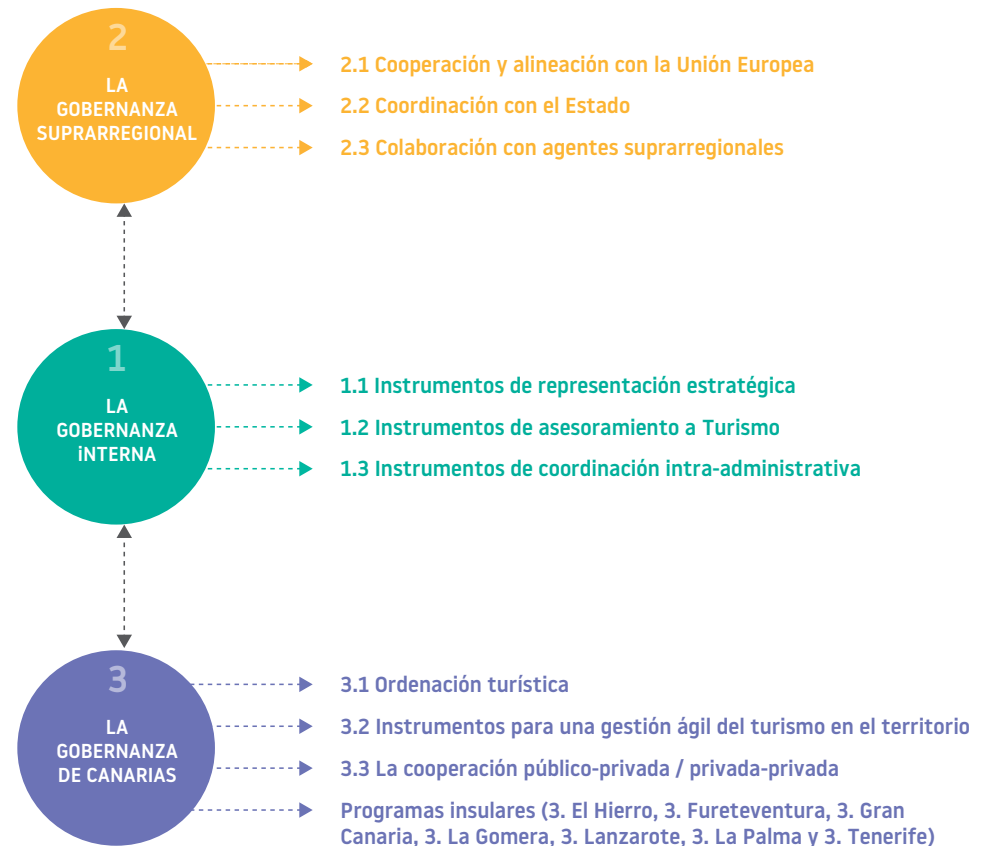 2
LA
GOBERNANZA
SUPRARREGIONAL
2.1 Cooperación y alineación con la Unión Europea
2.2 Coordinación con el Estado
2.3 Colaboración con agentes suprarregionales
1
LA
GOBERNANZA
iNTERNA
1.1 Instrumentos de representación estratégica
1.2 Instrumentos de asesoramiento a Turismo
1.3 Instrumentos de coordinación intra-administrativa
3
LA
GOBERNANZA
DE CANARIAS
3.1 Ordenación turística
3.2 Instrumentos para una gestión ágil del turismo en el territorio
3.3 La cooperación público-privada / privada-privada
Programas insulares (3. El Hierro, 3. Fureteventura, 3. Gran
Canaria, 3. La Gomera, 3. Lanzarote, 3. La Palma y 3. Tenerife)